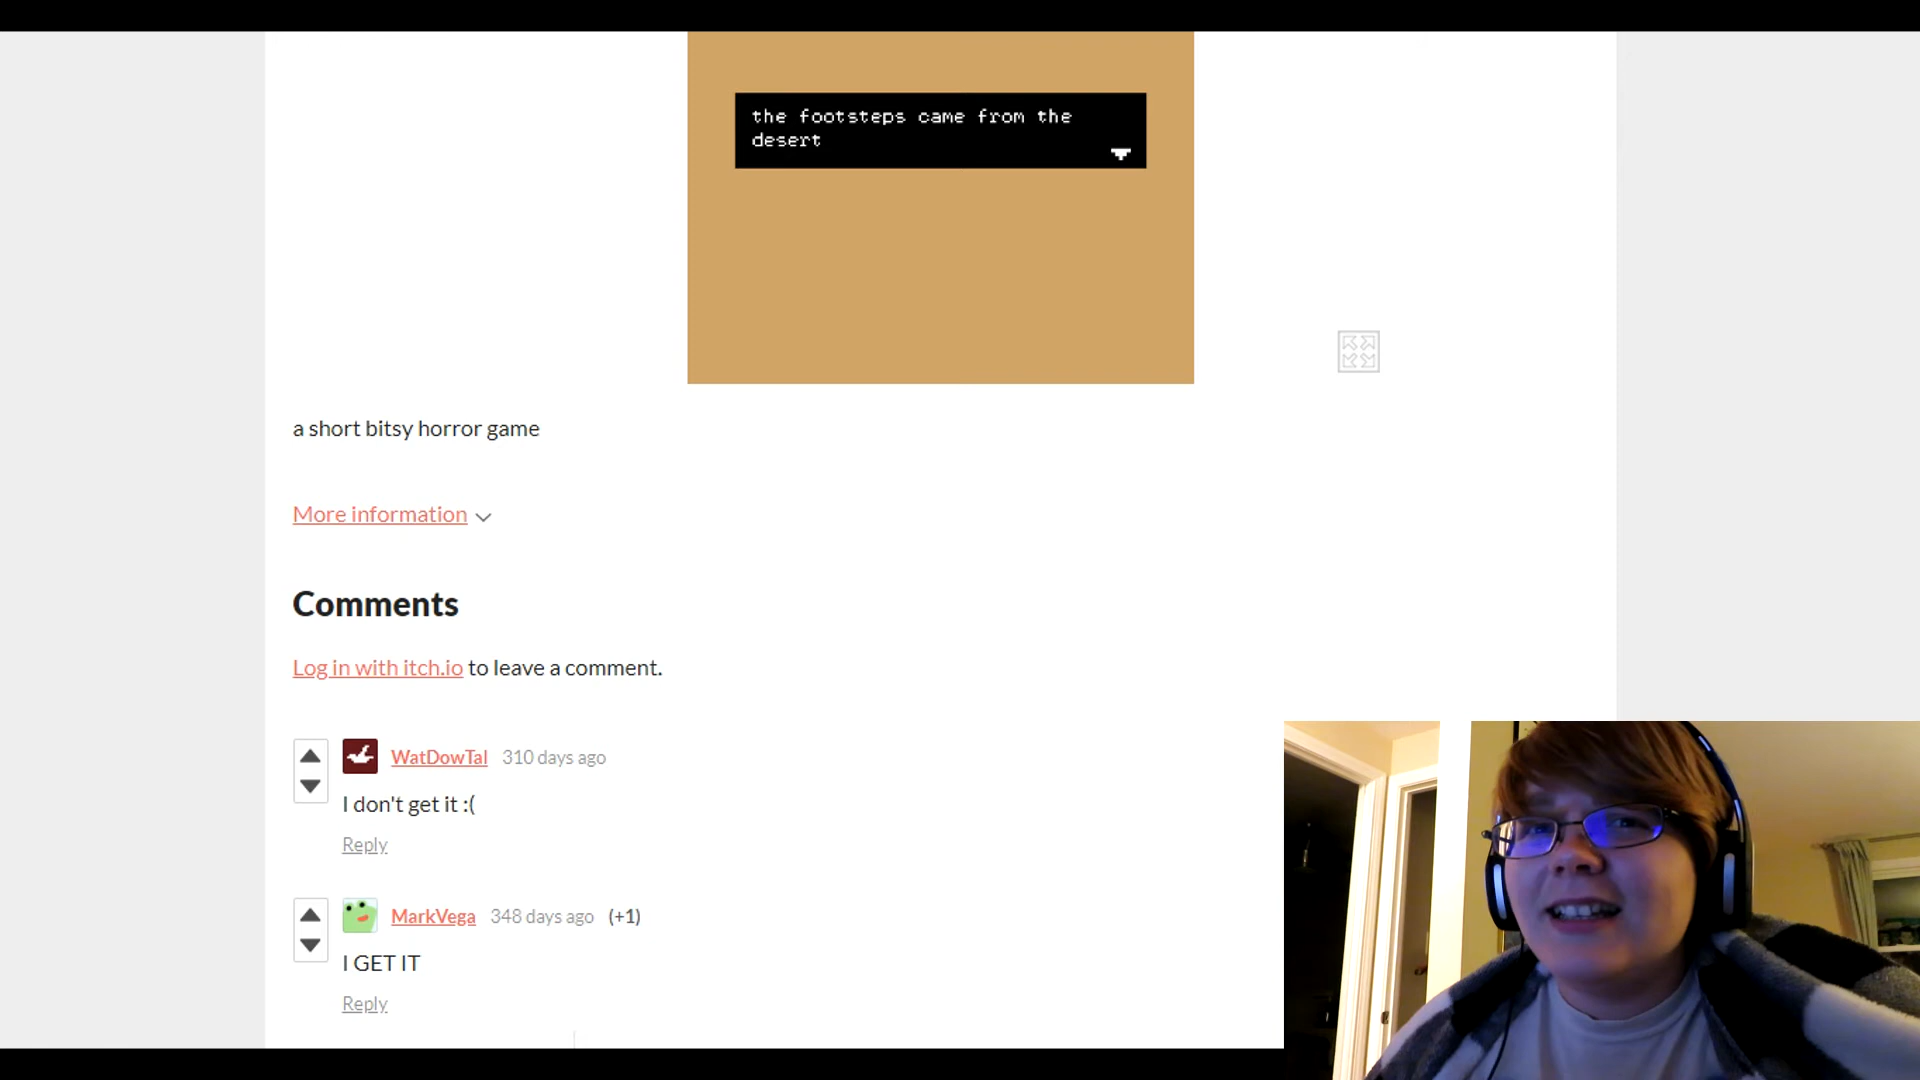 the footsteps came from the
desert
a short bitsy horror game
More information
Comments
Log in with itch.io to leave a comment.
WatDowTal 310 days ago
I don't get it :(
Reply
MarkVega 348 days ago (+1)
I GET IT
Reply